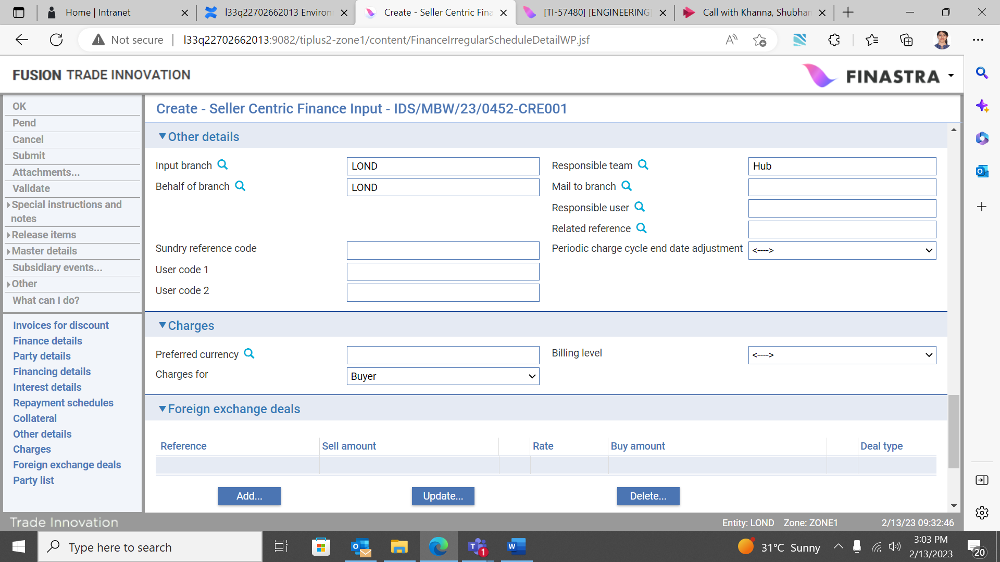 Home | Intranet
l33q22702662013 Environ
Create - Seller Centric Fina
[TI-57480] [ENGINEERING]
Call with Khanna, Shubhan
Not secure
l33q22702662013:9082/tiplus2-zone1/content/FinanceIrregularScheduleDetailWP.jsf
FUSION TRADE INNOVATION
FINASTRA
OK
Pend
Cancel
Submit
Attachments...
Validate
Special instructions and
notes
Release items
Master details
Subsidiary events...
Other
What can I do?
Invoices for discount
Finance details
Party details
Financing details
Interest details
Repayment schedules
Collateral
Other details
Charges
Foreign exchange deals
Party list
Create - Seller Centric Finance Input - IDS/MBW/23/0452-CRE001
Other details
Input branch LOND Responsible team Hub
Behalf of branch LOND Mail to branch
Responsible user
Related reference
Sundry reference code Periodic charge cycle end date adjustment <---->
User code 1
User code 2
Charges
Preferred currency Billing level <---->
Charges for Buyer
Foreign exchange deals
Reference Sell amount Rate Buy amount Deal type
Add... Update... Delete...
Trade Innovation Entity: LOND Zone: ZONE1 2/13/23 09:32:46
Type here to search
1
31°C Sunny
3:03 PM
2/13/2023
20